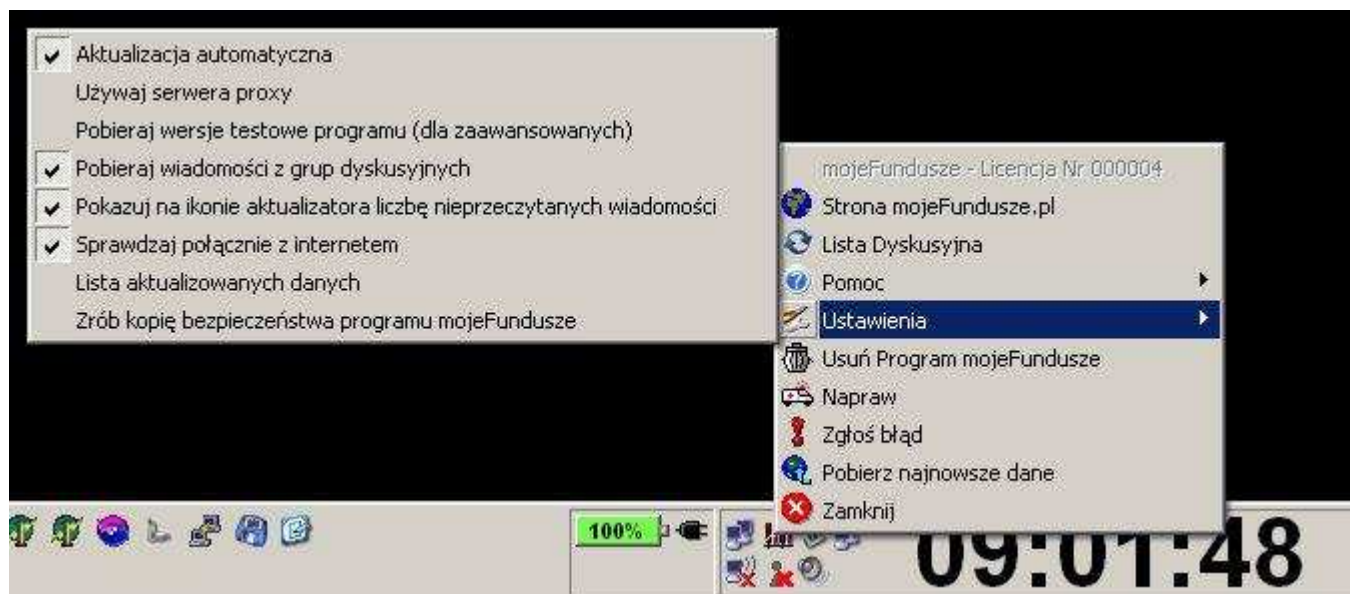 Aktualizacja automatyczna
Używaj serwera proxy
Pobieraj wersje testowe programu (dla zaawansowanych)
Pobieraj wiadomości z grup dyskusyjnych
Pokazuj na ikonie aktualizatora liczbę nieprzeczytanych wiadomości
Sprawdzaj połącznie z internetem
Lista aktualizowanych danych
Zrób kopię bezpieczeństwa programu mojeFundusze
mojeFundusze - Licencja Nr 000004
Strona mojeFundusze.pl
Lista Dyskusyjna
Pomoc
Ustawienia
Usuń Program mojeFundusze
Napraw
Zgłoś błąd
Pobierz najnowsze dane
Zamknij
100%
09:01:48